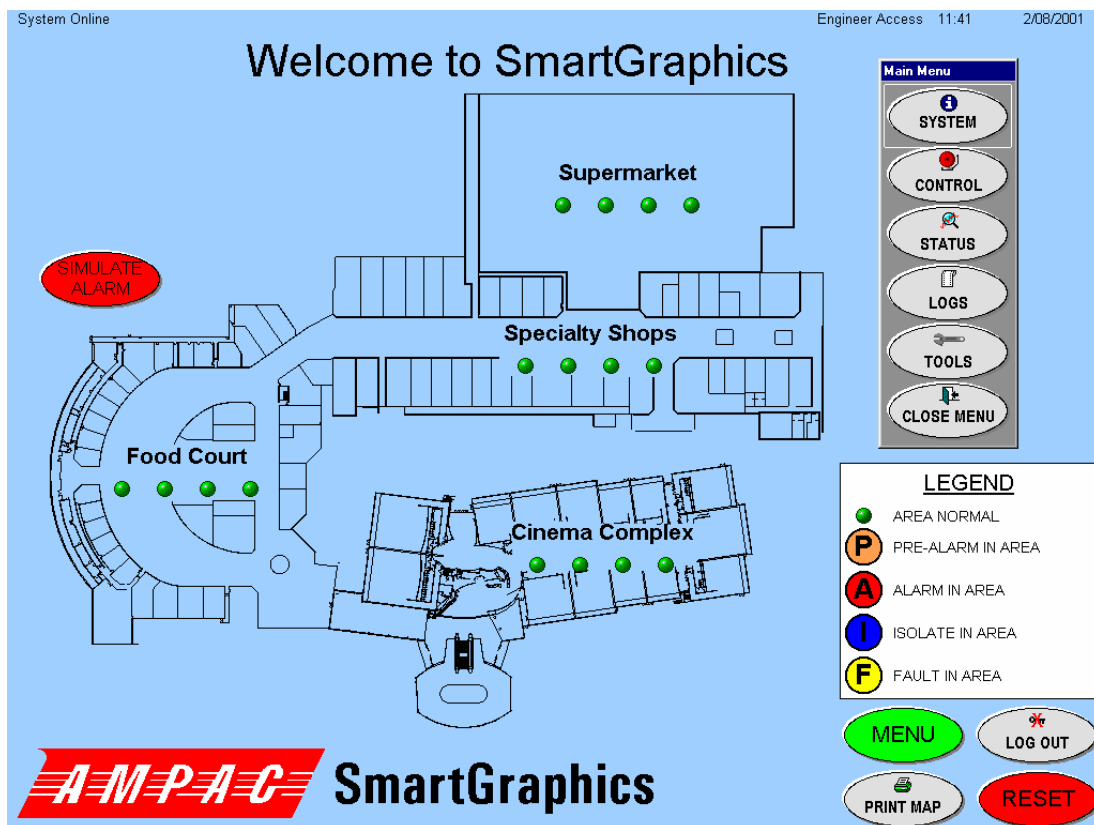 System Online
Engineer Access 11:41 2/08/2001
Welcome to SmartGraphics
Main Menu
SYSTEM
CONTROL
STATUS
LOGS
TOOLS
CLOSE MENU
Supermarket
SIMULATE
ALARM
Specialty Shops
Food Court
Cinema Complex
LEGEND
AREA NORMAL
P PRE-ALARM IN AREA
A ALARM IN AREA
I ISOLATE IN AREA
F FAULT IN AREA
MENU
LOG OUT
PRINT MAP
RESET
AMPAC SmartGraphics